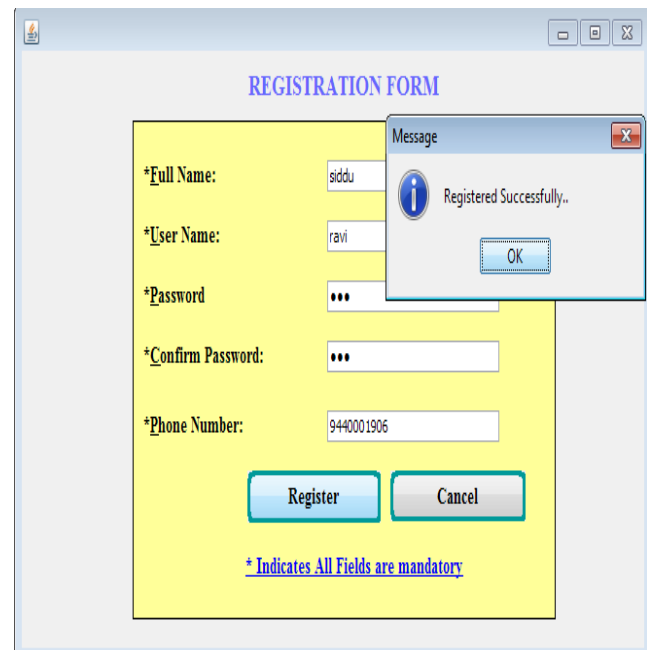 REGISTRATION FORM
Message
*Full Name:
siddu
Registered Successfully..
*User Name:
ravi
OK
*Password
•••
*Confirm Password:
•••
*Phone Number:
9440001906
Register
Cancel
* Indicates All Fields are mandatory